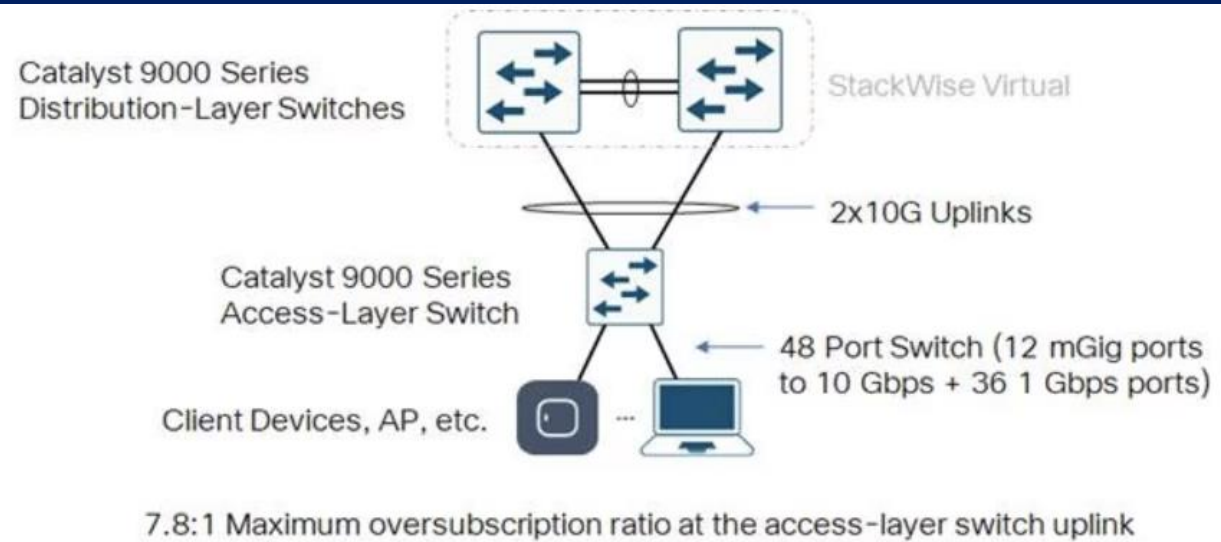 Catalyst 9000 Series
Distribution-Layer Switches
StackWise Virtual
2x10G Uplinks
Catalyst 9000 Series
Access-Layer Switch
48 Port Switch (12 mGig ports
to 10 Gbps + 36 1 Gbps ports)
Client Devices, AP, etc.
...
7.8:1 Maximum oversubscription ratio at the access-layer switch uplink